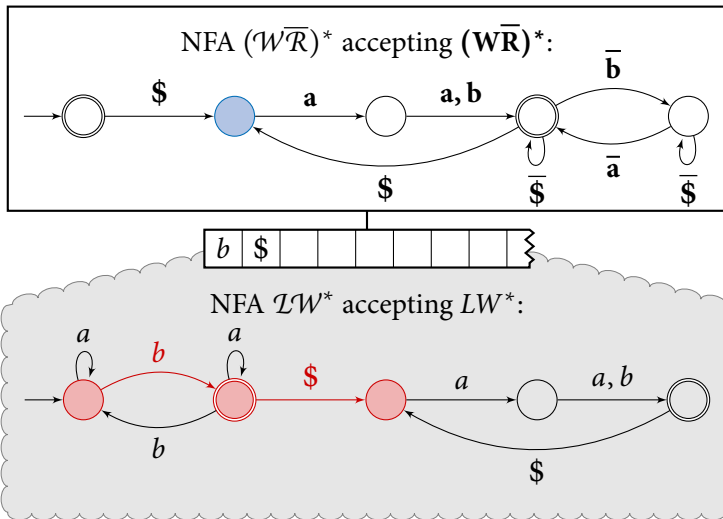 NFA (𝒲ℛ̅)* accepting (𝐖𝐑̅)*:
b̅
$ a a, b
a̅
$ $̅ $̅
b $
NFA ℒ𝒲* accepting LW*:
a a
b $ a a, b
b $